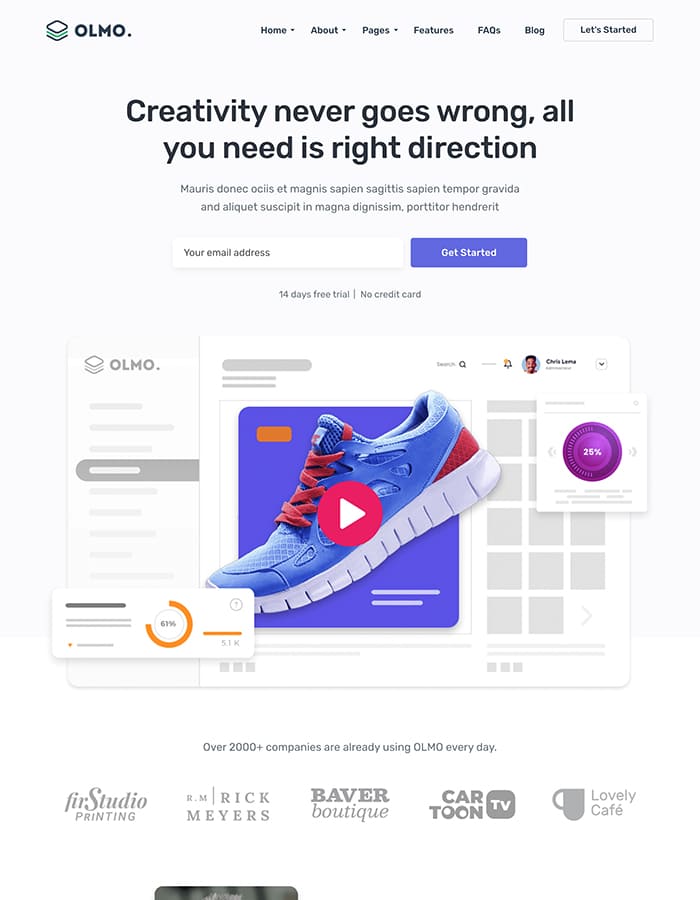 OLMO.
Home About Pages Features FAQs Blog Let's Started
Creativity never goes wrong, all
you need is right direction
Mauris donec ociis et magnis sapien sagittis sapien tempor gravida
and aliquet suscipit in magna dignissim, porttitor hendrerit
Your email address Get Started
14 days free trial | No credit card
OLMO.
Search Chris Lema
25%
61%
5.1 K
Over 2000+ companies are already using OLMO every day.
firStudio
PRINTING
R.M RICK
MEYERS
BAVER
boutique
CAR
TOON TV
Lovely
Café